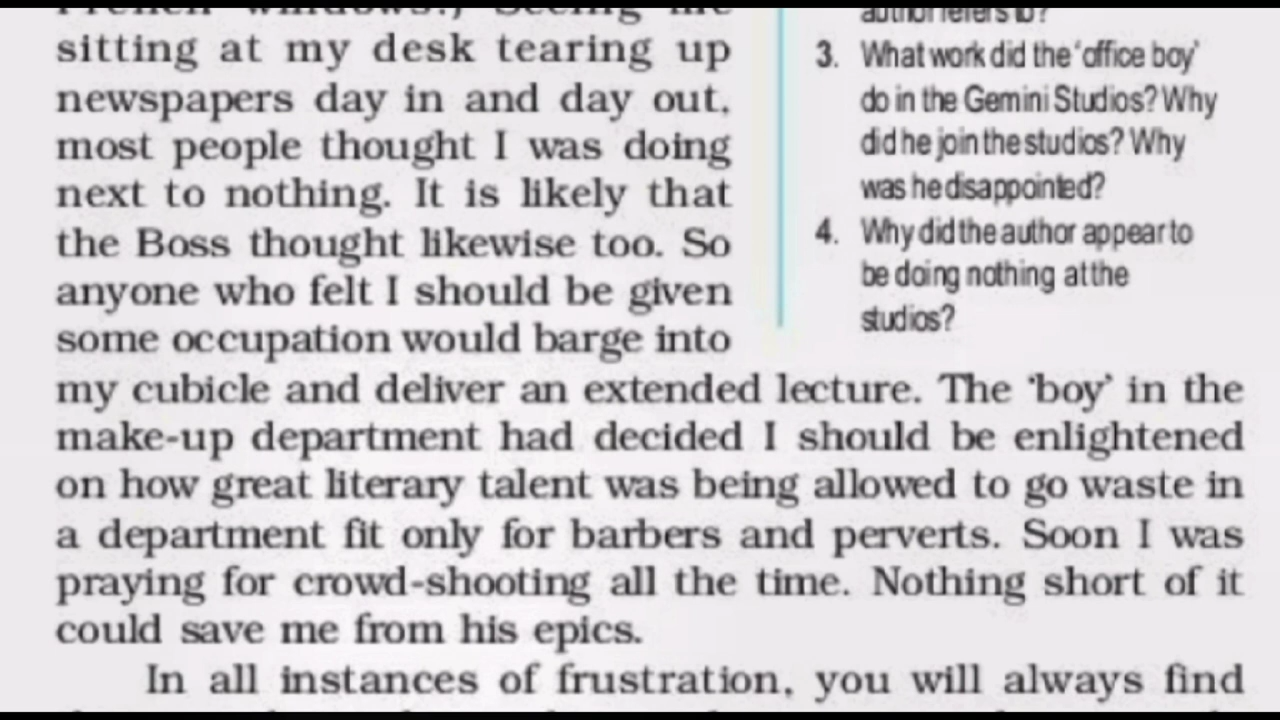 sitting at my desk tearing up
newspapers day in and day out,
most people thought I was doing
next to nothing. It is likely that
the Boss thought likewise too. So
anyone who felt I should be given
some occupation would barge into
my cubicle and deliver an extended lecture. The ‘boy’ in the
make-up department had decided I should be enlightened
on how great literary talent was being allowed to go waste in
a department fit only for barbers and perverts. Soon I was
praying for crowd-shooting all the time. Nothing short of it
could save me from his epics.
In all instances of frustration, you will always find
author refers to?
3. What work did the ‘office boy’
do in the Gemini Studios? Why
did he join the studios? Why
was he disappointed?
4. Why did the author appear to
be doing nothing at the
studios?